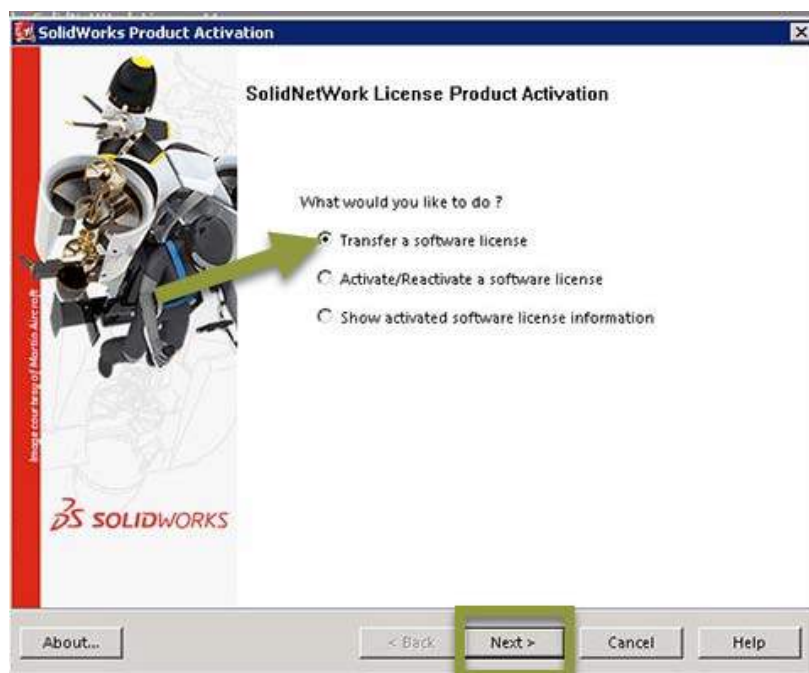 SolidWorks Product Activation
SolidNetWork License Product Activation
What would you like to do ?
Transfer a software license
Activate/Reactivate a software license
Show activated software license information
Image courtesy of Martin Aircraft
3S SOLIDWORKS
About...
< Back
Next >
Cancel
Help